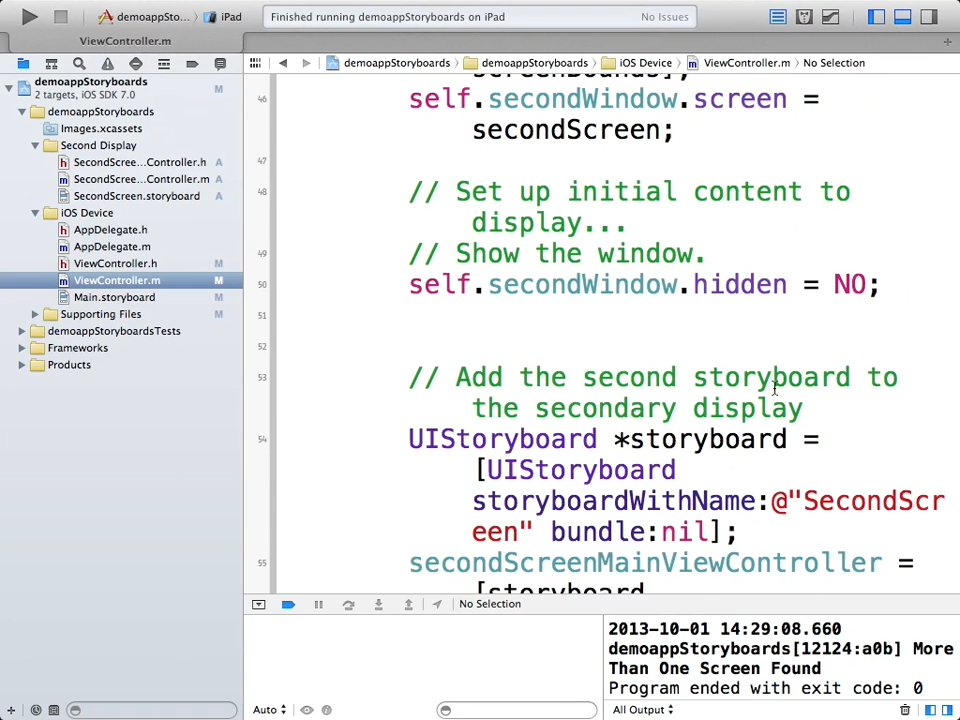 demoappSto... iPad
Finished running demoappStoryboards on iPad No Issues
ViewController.m
demoappStoryboards demoappStoryboards iOS Device ViewController.m No Selection
demoappStoryboards M
2 targets, iOS SDK 7.0
demoappStoryboards
Images.xcassets
Second Display
SecondScree...Controller.h A
SecondScree...Controller.m A
SecondScreen.storyboard A
iOS Device
AppDelegate.h
AppDelegate.m
ViewController.h M
ViewController.m M
Main.storyboard M
Supporting Files M
demoappStoryboardsTests
Frameworks
Products
screenBounds];
46 self.secondWindow.screen =
secondScreen;
47
48 // Set up initial content to
display...
49 // Show the window.
50 self.secondWindow.hidden = NO;
51
52
53 // Add the second storyboard to
the secondary display
54 UIStoryboard *storyboard =
[UIStoryboard
storyboardWithName:@"SecondScr
een" bundle:nil];
55 secondScreenMainViewController =
[storyboard
No Selection
2013-10-01 14:29:08.660
demoappStoryboards[12124:a0b] More
Than One Screen Found
Program ended with exit code: 0
Auto
All Output